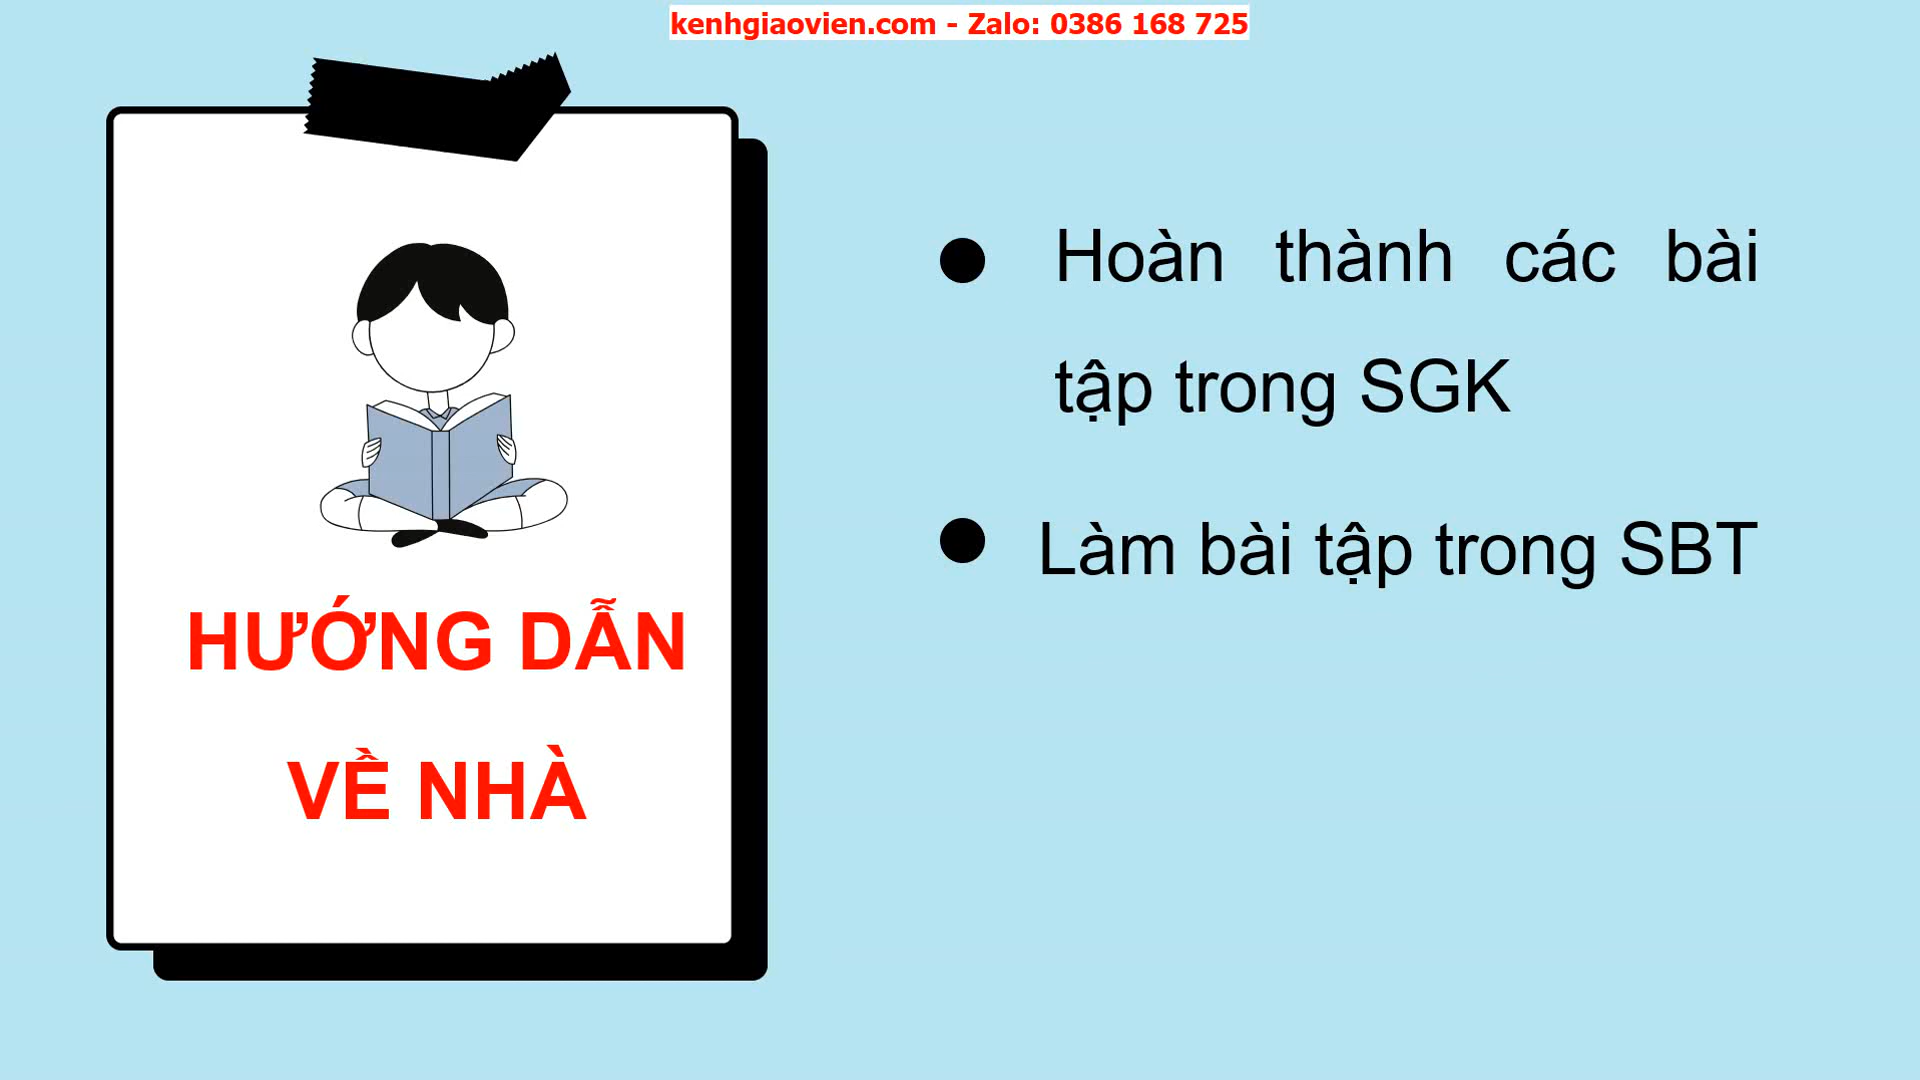 kenhgiaovien.com - Zalo: 0386 168 725
HƯỚNG DẪN
VỀ NHÀ
Hoàn thành các bài
tập trong SGK
Làm bài tập trong SBT